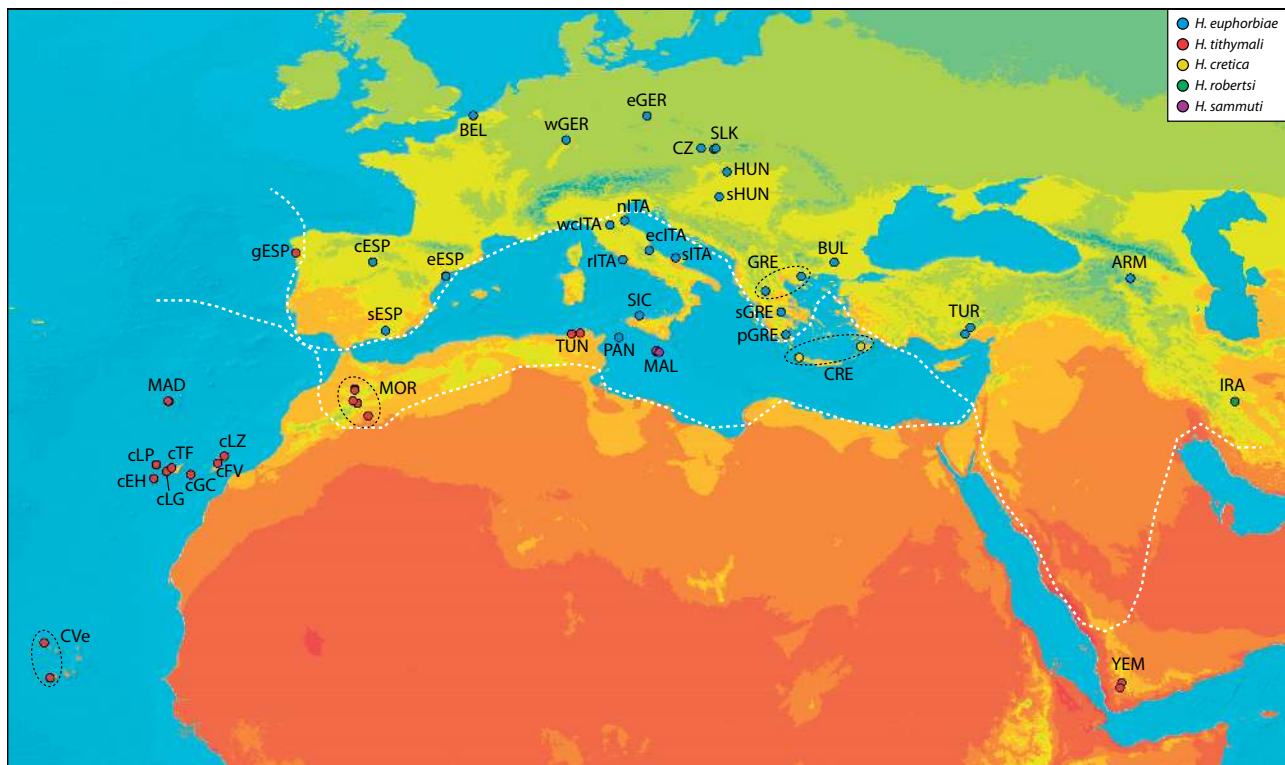 H. euphorbiae
H. tithymali
H. cretica
H. robertsi
H. sammuti
eGER
BEL
wGER
SLK
CZ
HUN
sHUN
nITA
wcITA
ecITA
gESP
cESP
eESP
rITA
sITA
GRE
BUL
ARM
sESP
SIC
sGRE
TUR
TUN
PAN
pGRE
MAL
CRE
MAD
MOR
IRA
cLP
cTF
cLZ
cEH
cLG
cGC
cFV
CVe
YEM